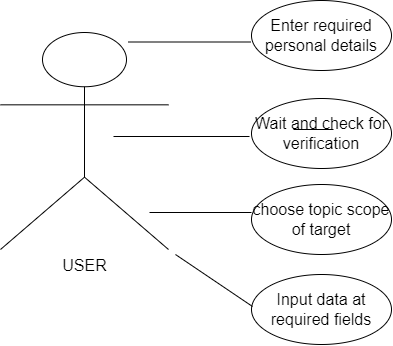 Enter required
personal details
Wait and check for
verification
choose topic scope
of target
USER
Input data at
required fields